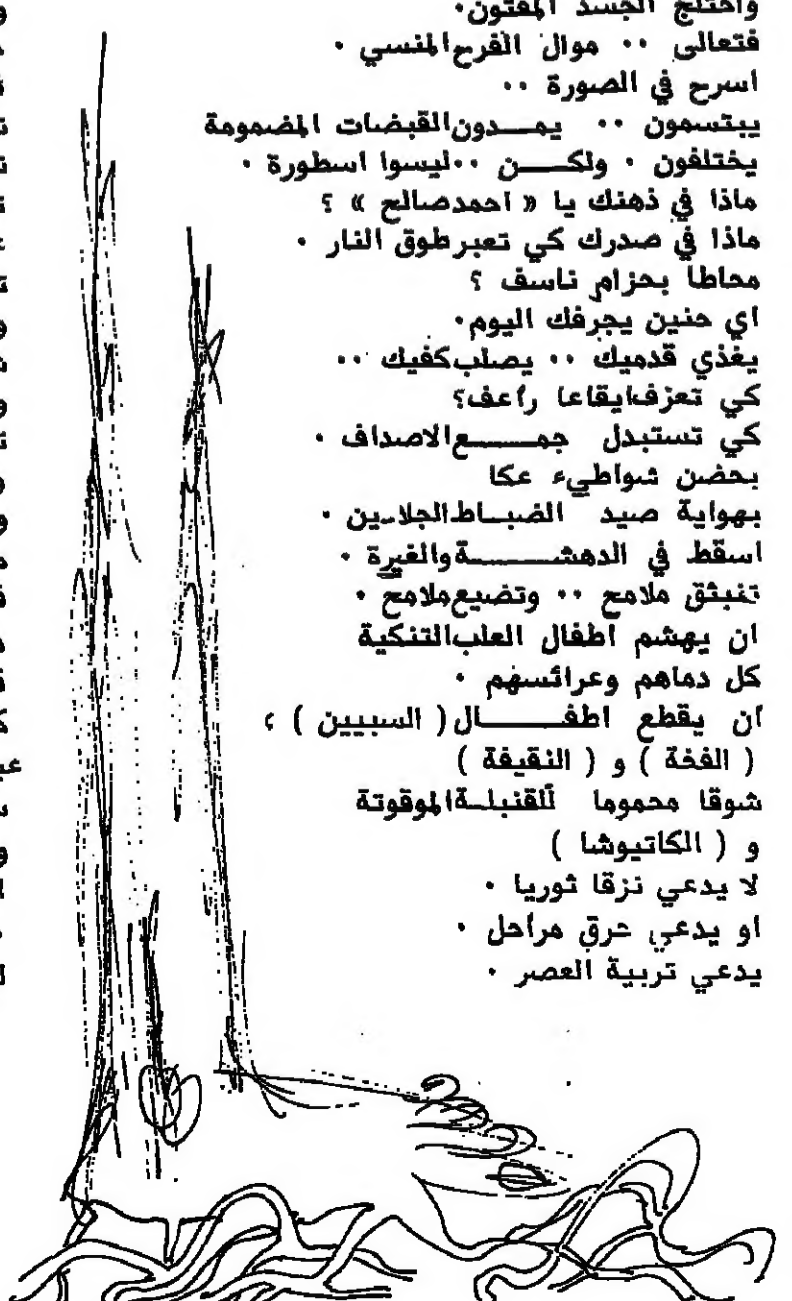 واختلج الجسد المفتون·
فتعالى ·· موال الفرح المنسي ·
اسرح في الصورة ··
يبتسمون ·· يمدون القبضات المضمومة
يختلفون · ولكن ·· ليسوا اسطورة ·
ماذا في ذهنك يا « احمد صالح » ؟
ماذا في صدرك كي تعبر طوق النار ·
محاطا بحزام ناسف ؟
اي حنين يجرفك اليوم·
يغذي قدميك ·· يصلب كفيك ··
كي تعزف ايقاعا راعف؟
كي تستبدل جمع الاصداف ·
بحضن شواطيء عكا
بهواية صيد الضباط الجلادين ·
اسقط في الدهشة والغيرة ·
تنبثق ملامح ·· وتضيع ملامح ·
ان يهشم اطفال العلب التنكية
كل دماهم وعرائسهم ·
ان يقطع اطفال ( السبيين ) ،
( الفخة ) و ( النقيفة )
شوقا محموما للقنبلة الموقوتة
و ( الكاتيوشا )
لا يدعي نزقا ثوريا ·
او يدعى حرق مراحل ·
يدعي تربية العصر ·